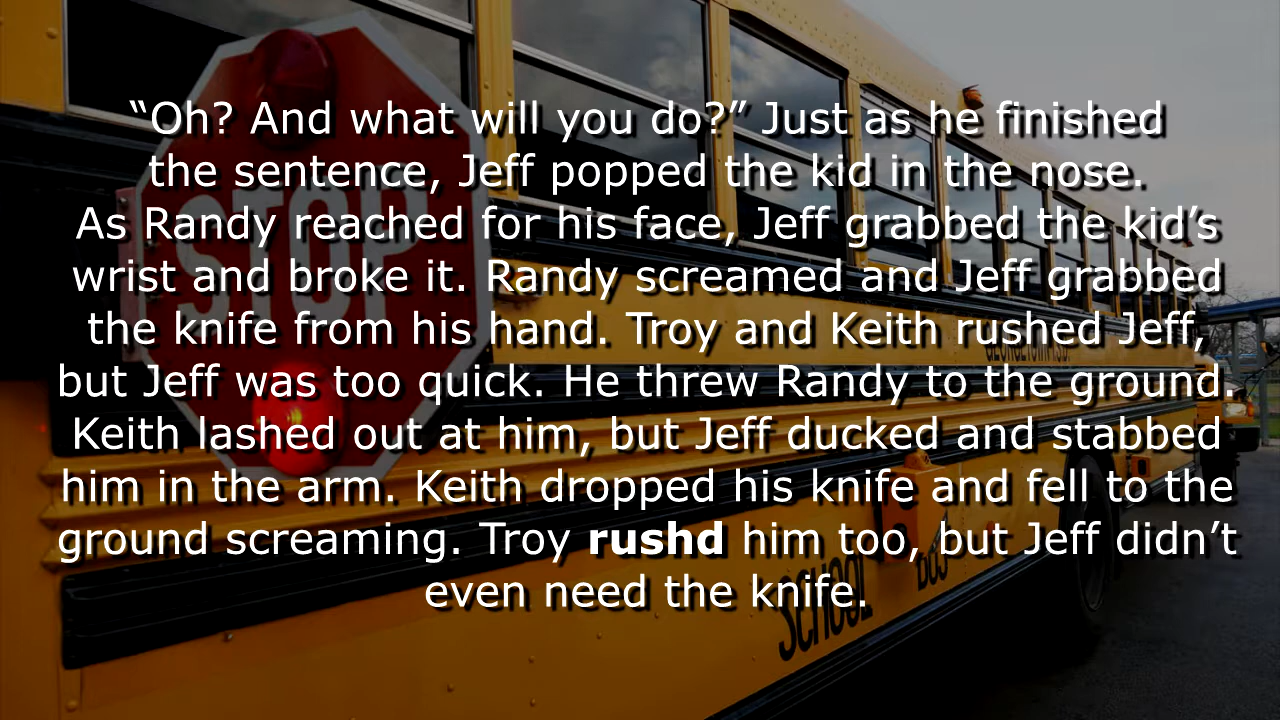 “Oh? And what will you do?” Just as he finished
the sentence, Jeff popped the kid in the nose.
As Randy reached for his face, Jeff grabbed the kid’s
wrist and broke it. Randy screamed and Jeff grabbed
the knife from his hand. Troy and Keith rushed Jeff,
but Jeff was too quick. He threw Randy to the ground.
Keith lashed out at him, but Jeff ducked and stabbed
him in the arm. Keith dropped his knife and fell to the
ground screaming. Troy rushd him too, but Jeff didn’t
even need the knife.
STOP
GEORGETOWN I.S.D.
SCHOOL BUS